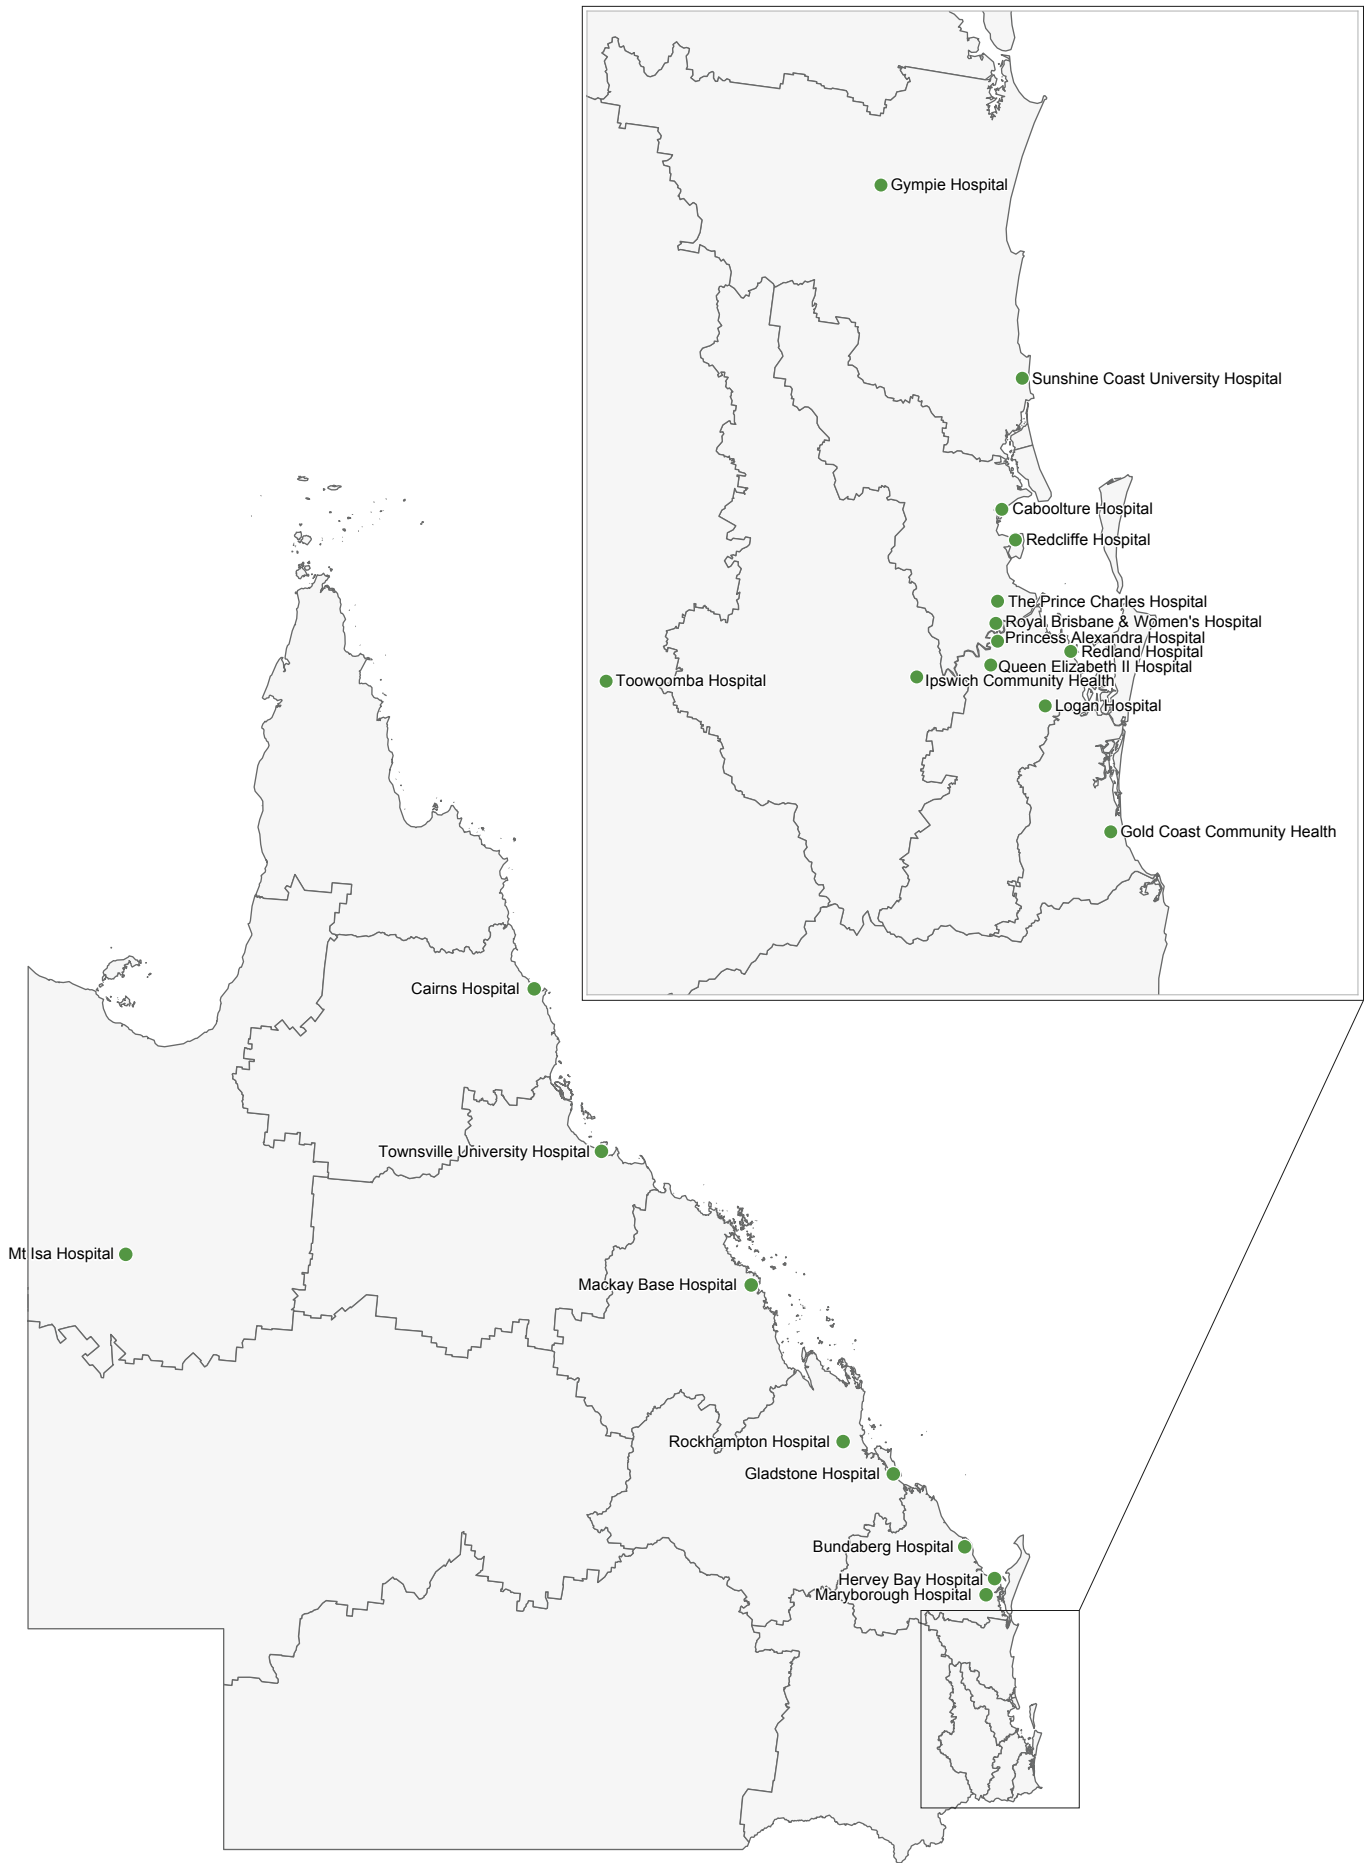 Gympie Hospital
Sunshine Coast University Hospital
Caboolture Hospital
Redcliffe Hospital
The Prince Charles Hospital
Royal Brisbane & Women's Hospital
Princess Alexandra Hospital
Redland Hospital
Queen Elizabeth II Hospital
Toowoomba Hospital
Ipswich Community Health
Logan Hospital
Gold Coast Community Health
Cairns Hospital
Townsville University Hospital
Mt Isa Hospital
Mackay Base Hospital
Rockhampton Hospital
Gladstone Hospital
Bundaberg Hospital
Hervey Bay Hospital
Maryborough Hospital